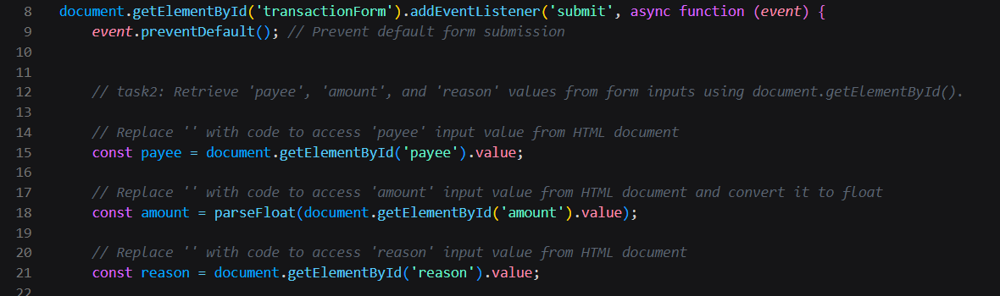 8 document.getElementById('transactionForm').addEventListener('submit', async function (event) {
9 event.preventDefault(); // Prevent default form submission
10
11
12 // task2: Retrieve 'payee', 'amount', and 'reason' values from form inputs using document.getElementById().
13
14 // Replace '' with code to access 'payee' input value from HTML document
15 const payee = document.getElementById('payee').value;
16
17 // Replace '' with code to access 'amount' input value from HTML document and convert it to float
18 const amount = parseFloat(document.getElementById('amount').value);
19
20 // Replace '' with code to access 'reason' input value from HTML document
21 const reason = document.getElementById('reason').value;
22